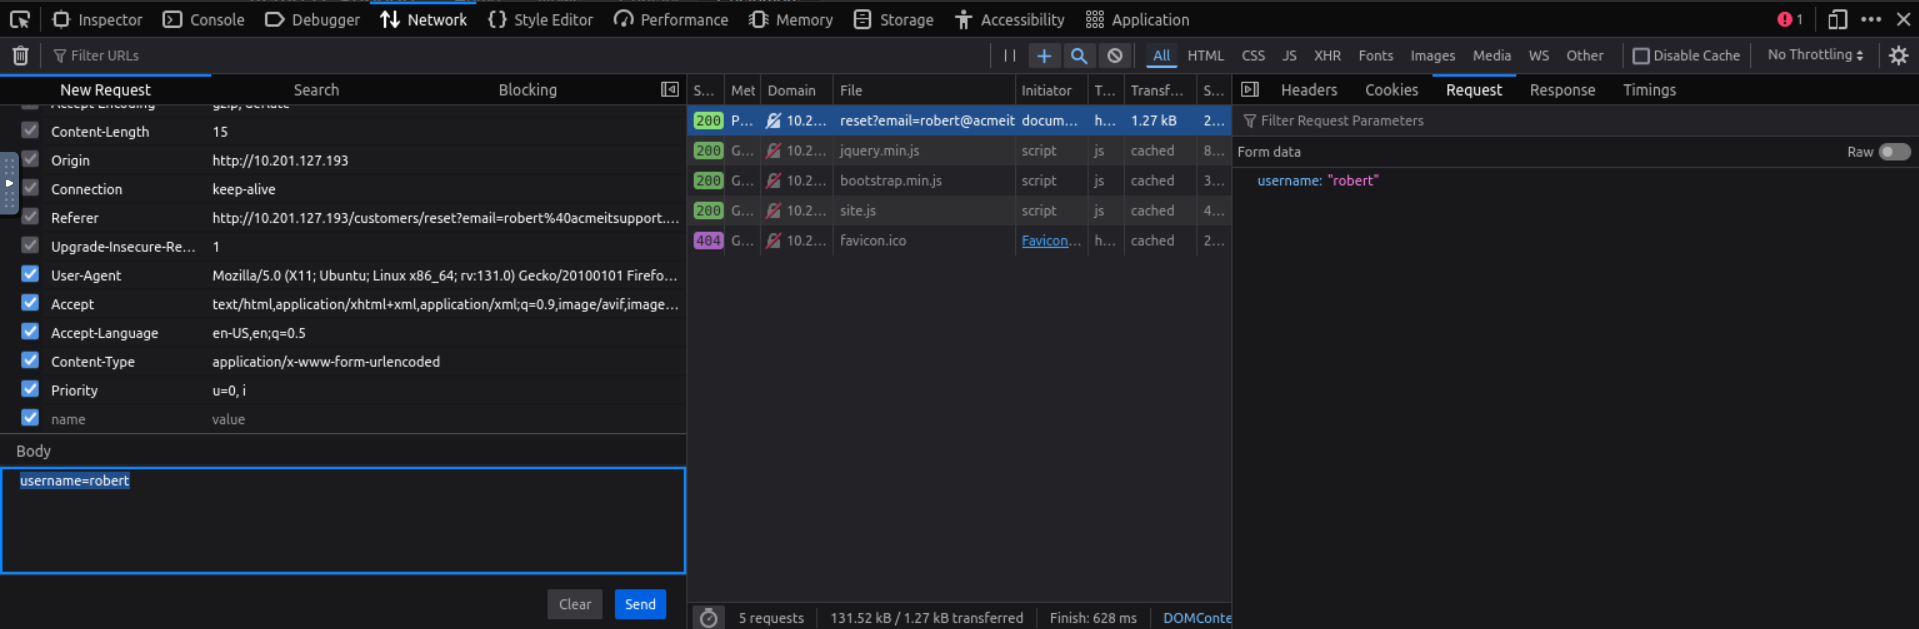 Inspector Console Debugger Network Style Editor Performance Memory Storage Accessibility Application 1
Filter URLs All HTML CSS JS XHR Fonts Images Media WS Other Disable Cache No Throttling
New Request Search Blocking
Accept-Encoding gzip, deflate
Content-Length 15
Origin http://10.201.127.193
Connection keep-alive
Referer http://10.201.127.193/customers/reset?email=robert%40acmeitsupport....
Upgrade-Insecure-Re... 1
User-Agent Mozilla/5.0 (X11; Ubuntu; Linux x86_64; rv:131.0) Gecko/20100101 Firefo...
Accept text/html,application/xhtml+xml,application/xml;q=0.9,image/avif,image...
Accept-Language en-US,en;q=0.5
Content-Type application/x-www-form-urlencoded
Priority u=0, i
name value
Body
username=robert
Clear Send
S... Met Domain File Initiator T... Transf... S...
200 P... 10.2... reset?email=robert@acmeit docum... h... 1.27 kB 2...
200 G... 10.2... jquery.min.js script js cached 8...
200 G... 10.2... bootstrap.min.js script js cached 3...
200 G... 10.2... site.js script js cached 4...
404 G... 10.2... favicon.ico Favicon... h... cached 2...
5 requests 131.52 kB / 1.27 kB transferred Finish: 628 ms DOMConte
Headers Cookies Request Response Timings
Filter Request Parameters
Form data Raw
username: "robert"